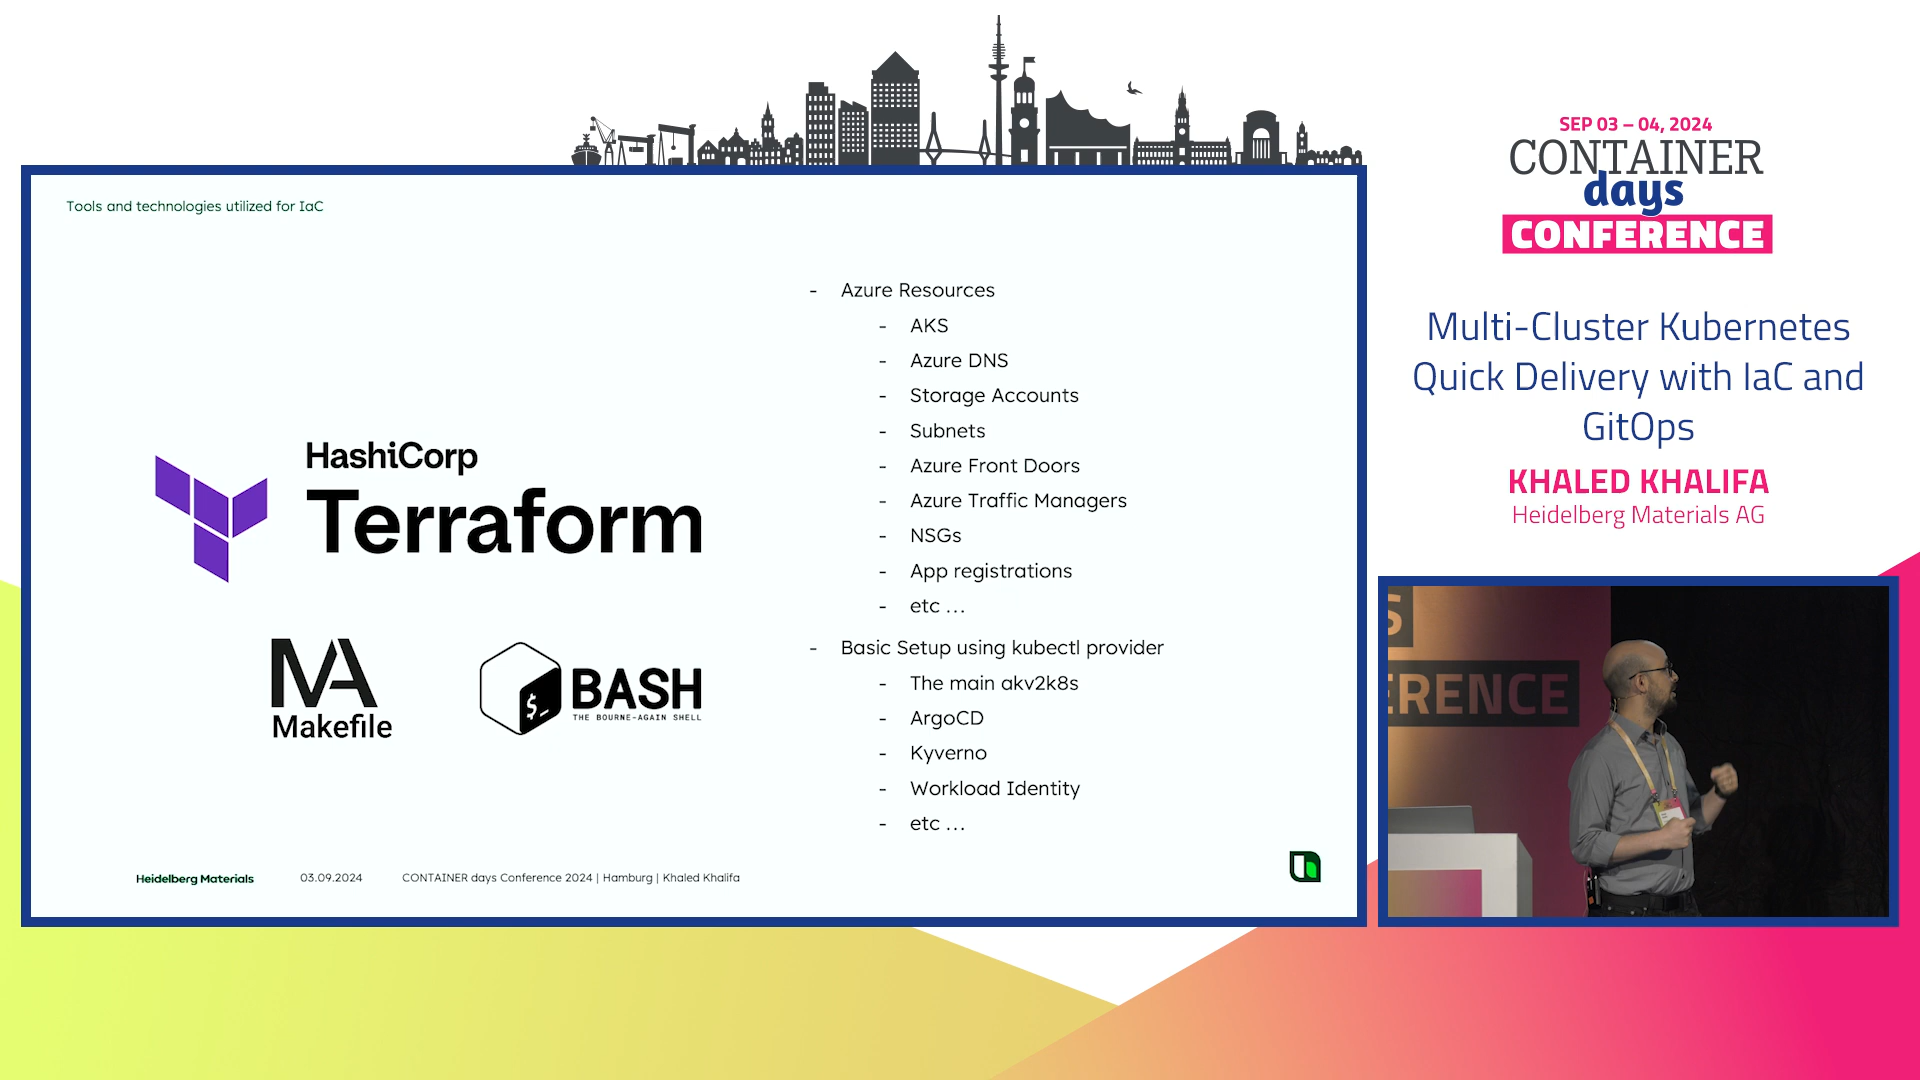 SEP 03 – 04, 2024
CONTAINER
days
CONFERENCE
Tools and technologies utilized for IaC
HashiCorp
Terraform
MA
Makefile
$_
BASH
THE BOURNE-AGAIN SHELL
- Azure Resources
- AKS
- Azure DNS
- Storage Accounts
- Subnets
- Azure Front Doors
- Azure Traffic Managers
- NSGs
- App registrations
- etc ...
- Basic Setup using kubectl provider
- The main akv2k8s
- ArgoCD
- Kyverno
- Workload Identity
- etc ...
Heidelberg Materials
03.09.2024
CONTAINER days Conference 2024 | Hamburg | Khaled Khalifa
Multi-Cluster Kubernetes
Quick Delivery with IaC and
GitOps
KHALED KHALIFA
Heidelberg Materials AG
S
ERENCE